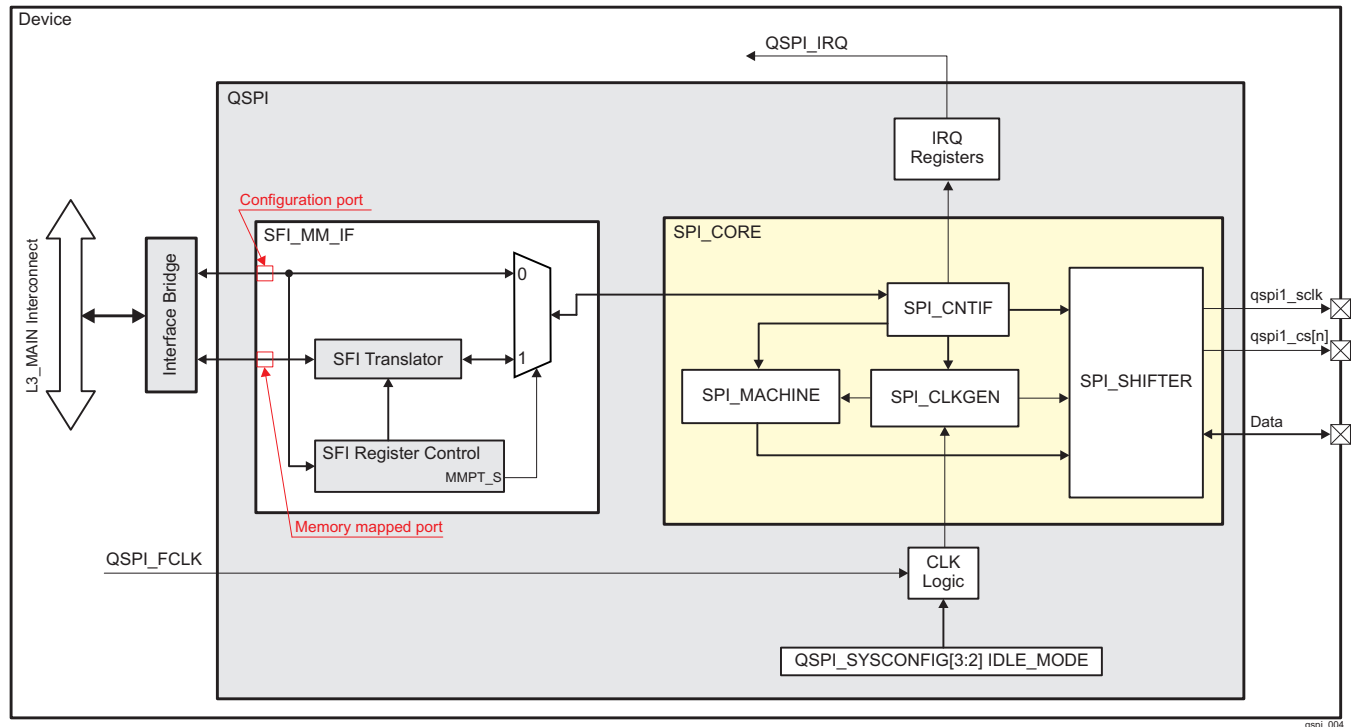 Device
QSPI_IRQ
QSPI
IRQ
Registers
Configuration port
SFI_MM_IF
SPI_CORE
L3_MAIN Interconnect
Interface Bridge
0
SPI_CNTIF
qspi1_sclk
qspi1_cs[n]
SFI Translator
1
SPI_MACHINE
SPI_CLKGEN
SPI_SHIFTER
Data
SFI Register Control
MMPT_S
Memory mapped port
QSPI_FCLK
CLK
Logic
QSPI_SYSCONFIG[3:2] IDLE_MODE
qspi_004